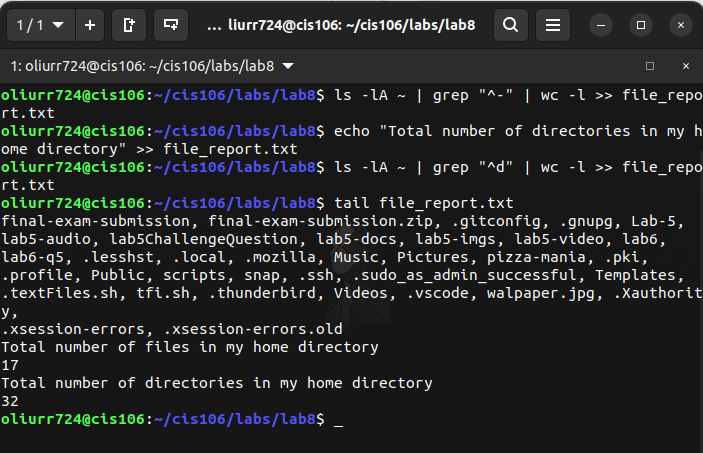 1 / 1
... liurr724@cis106: ~/cis106/labs/lab8
1: oliurr724@cis106: ~/cis106/labs/lab8
oliurr724@cis106:~/cis106/labs/lab8$ ls -lA ~ | grep "^-" | wc -l >> file_repo
rt.txt
oliurr724@cis106:~/cis106/labs/lab8$ echo "Total number of directories in my h
ome directory" >> file_report.txt
oliurr724@cis106:~/cis106/labs/lab8$ ls -lA ~ | grep "^d" | wc -l >> file_repo
rt.txt
oliurr724@cis106:~/cis106/labs/lab8$ tail file_report.txt
final-exam-submission, final-exam-submission.zip, .gitconfig, .gnupg, Lab-5,
lab5-audio, lab5ChallengeQuestion, lab5-docs, lab5-imgs, lab5-video, lab6,
lab6-q5, .lesshst, .local, .mozilla, Music, Pictures, pizza-mania, .pki,
.profile, Public, scripts, snap, .ssh, .sudo_as_admin_successful, Templates,
.textFiles.sh, tfi.sh, .thunderbird, Videos, .vscode, walpaper.jpg, .Xauthorit
y,
.xsession-errors, .xsession-errors.old
Total number of files in my home directory
17
Total number of directories in my home directory
32
oliurr724@cis106:~/cis106/labs/lab8$ _